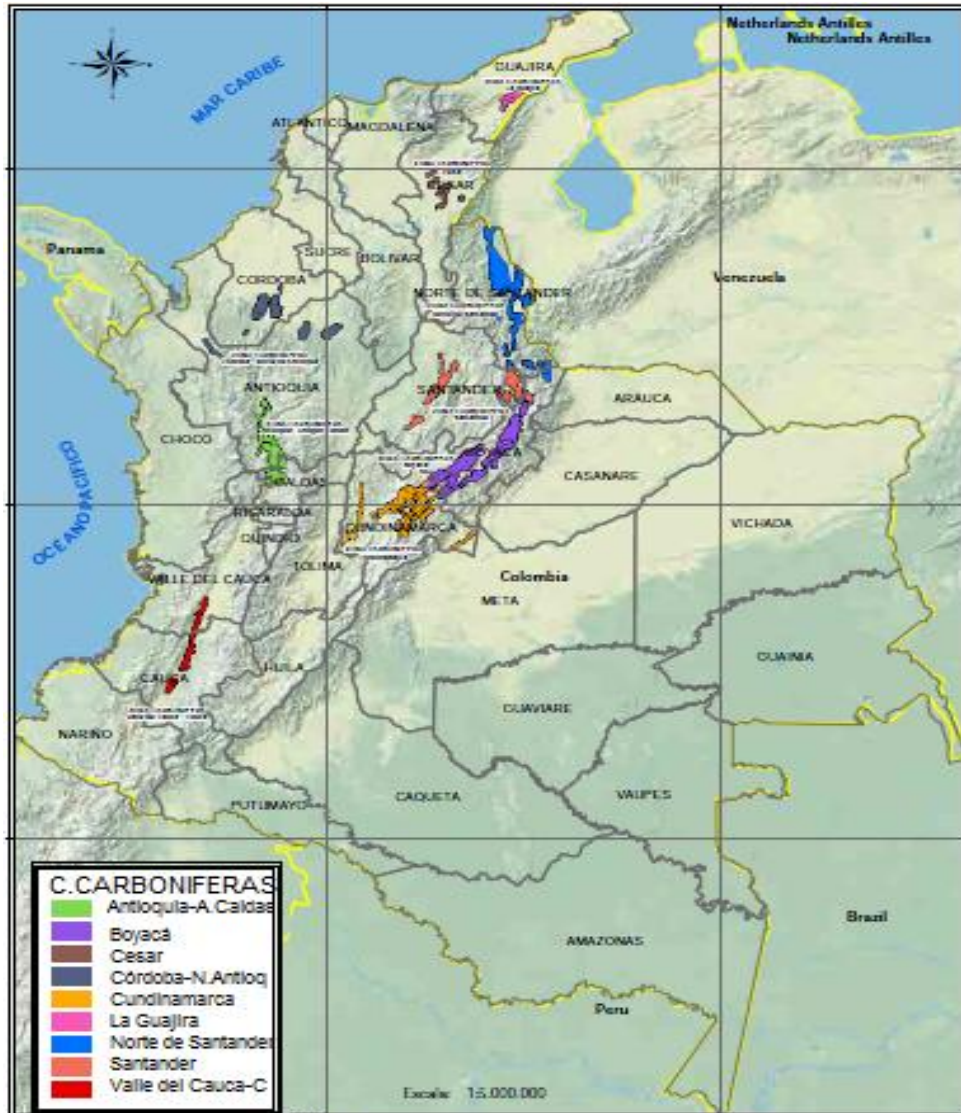 Netherlands Antilles
Netherlands Antilles
GUAJIRA
MAR CARIBE
ATLANTICO
MAGDALENA
CESAR
Panama
SUCRE
BOLIVAR
CORDOBA
Venezuela
NORTE DE SANTANDER
ANTIOQUIA
SANTANDER
ARAUCA
CHOCO
OCEANO PACIFICO
CALDAS
CASANARE
RISARALDA
CUNDINAMARCA
VICHADA
QUINDIO
TOLIMA
VALLE DEL CAUCA
Colombia
META
HUILA
GUAINIA
CAUCA
GUAVIARE
NARIÑO
CAQUETA
VAUPES
PUTUMAYO
C.CARBONIFERAS
Antioquia-A.Caldas
Boyacá
Cesar
Córdoba-N.Antioq
Cundinamarca
La Guajira
Norte de Santander
Santander
Valle del Cauca-C
Brazil
AMAZONAS
Peru
Escala: 1:5.000.000